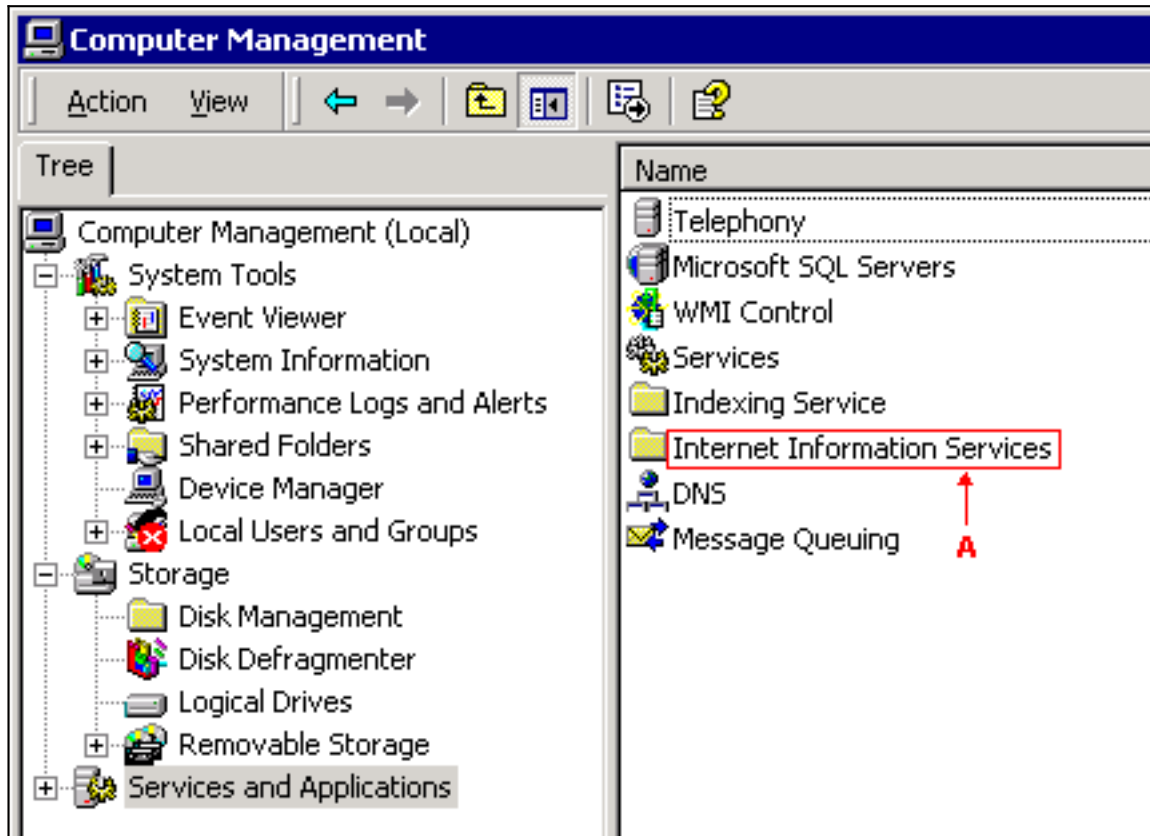 Computer Management
Action View
Tree
Computer Management (Local)
System Tools
Event Viewer
System Information
Performance Logs and Alerts
Shared Folders
Device Manager
Local Users and Groups
Storage
Disk Management
Disk Defragmenter
Logical Drives
Removable Storage
Services and Applications
Name
Telephony
Microsoft SQL Servers
WMI Control
Services
Indexing Service
Internet Information Services
DNS
Message Queuing
A